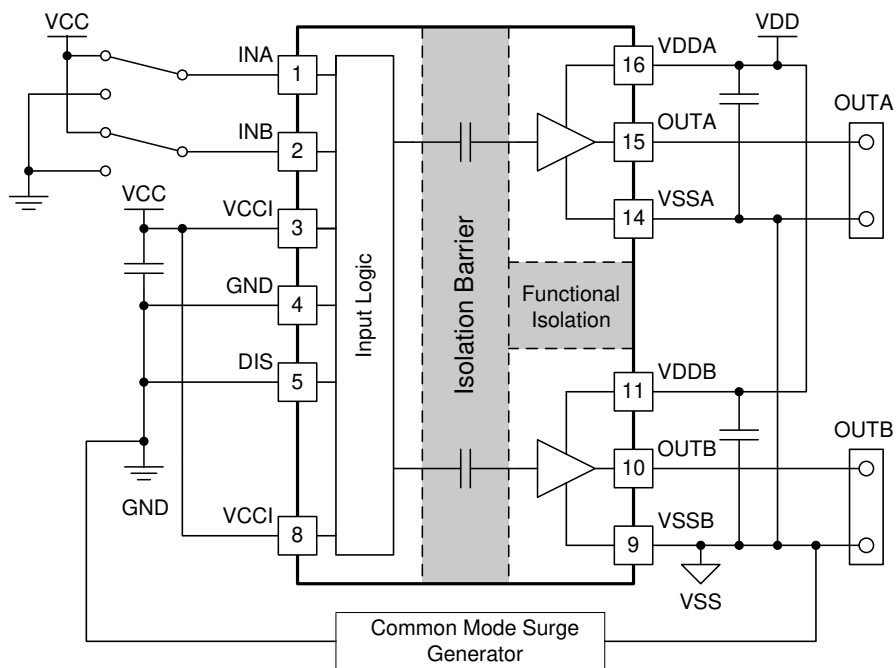 VCC
VDD
INA
1
16
VDDA
OUTA
15
OUTA
INB
2
VCC
VCCI
3
14
VSSA
GND
4
Input Logic
Isolation Barrier
Functional
Isolation
DIS
5
11
VDDB
OUTB
10
OUTB
GND
VCCI
8
9
VSSB
VSS
Common Mode Surge
Generator